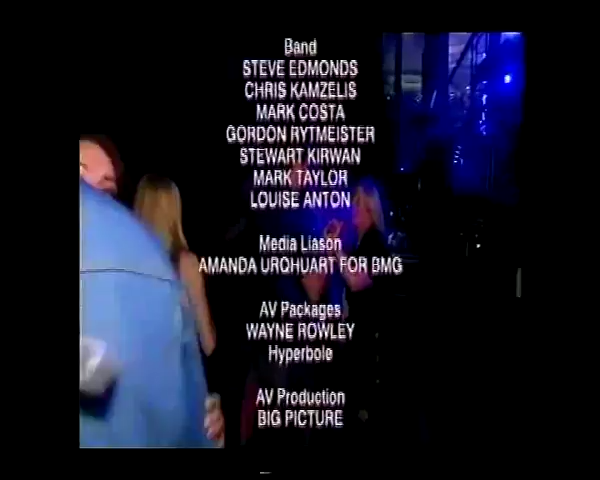 Band
STEVE EDMONDS
CHRIS KAMZELIS
MARK COSTA
GORDON RYTMEISTER
STEWART KIRWAN
MARK TAYLOR
LOUISE ANTON
Media Liason
AMANDA URQHUART FOR BMG
AV Packages
WAYNE ROWLEY
Hyperbole
AV Production
BIG PICTURE